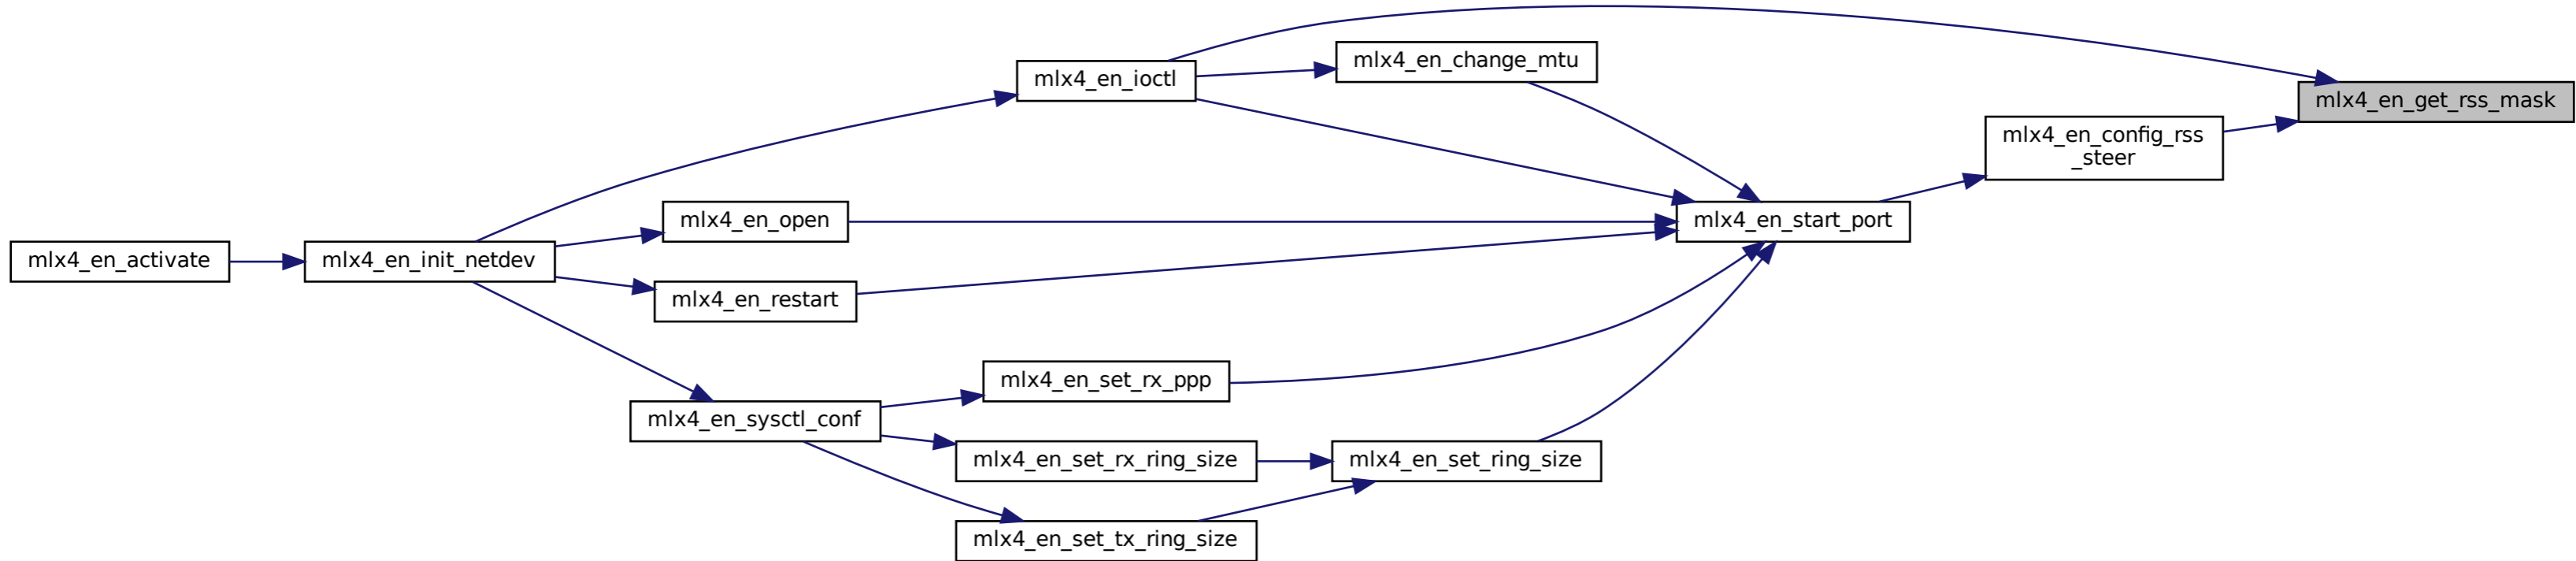 mlx4_en_change_mtu
mlx4_en_ioctl
mlx4_en_get_rss_mask
mlx4_en_config_rss
_steer
mlx4_en_open
mlx4_en_start_port
mlx4_en_activate
mlx4_en_init_netdev
mlx4_en_restart
mlx4_en_set_rx_ppp
mlx4_en_sysctl_conf
mlx4_en_set_rx_ring_size
mlx4_en_set_ring_size
mlx4_en_set_tx_ring_size